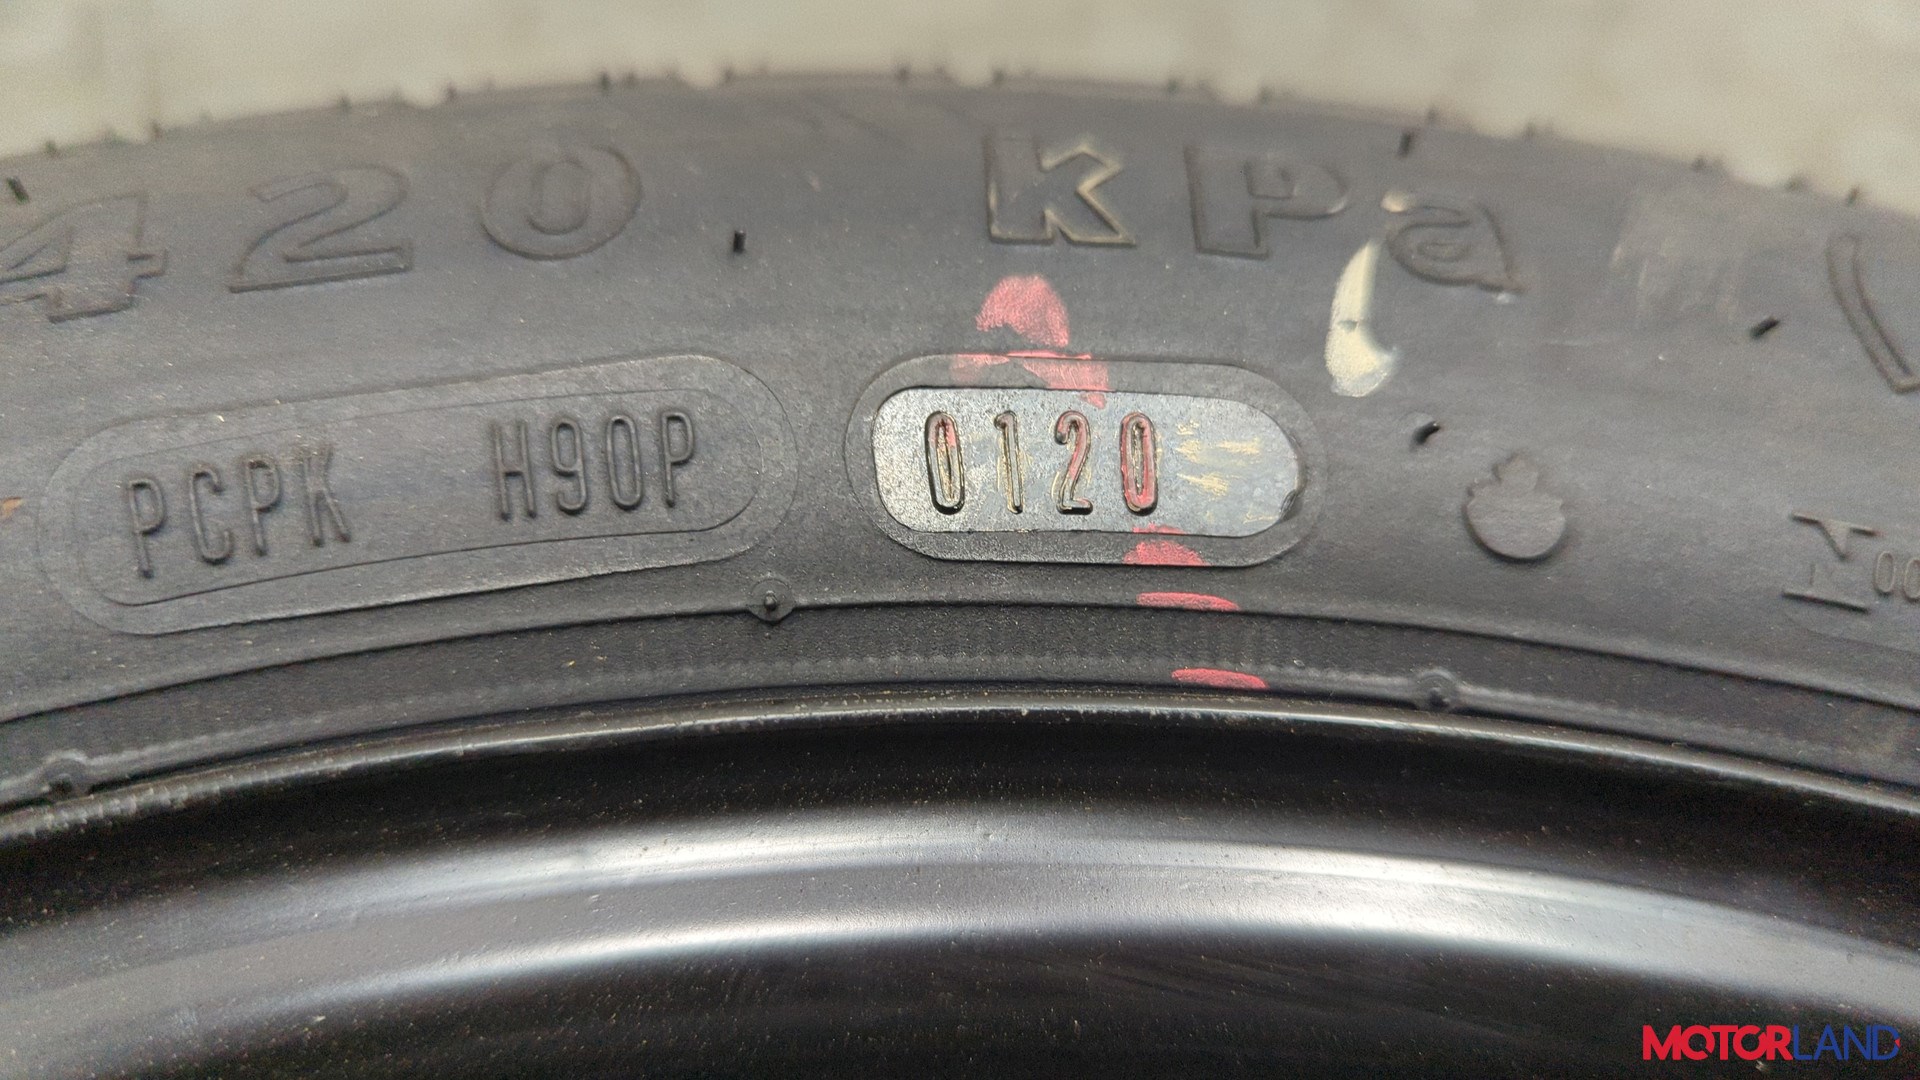 420 KPa
PCPK H90P 0120
MOTORLAND